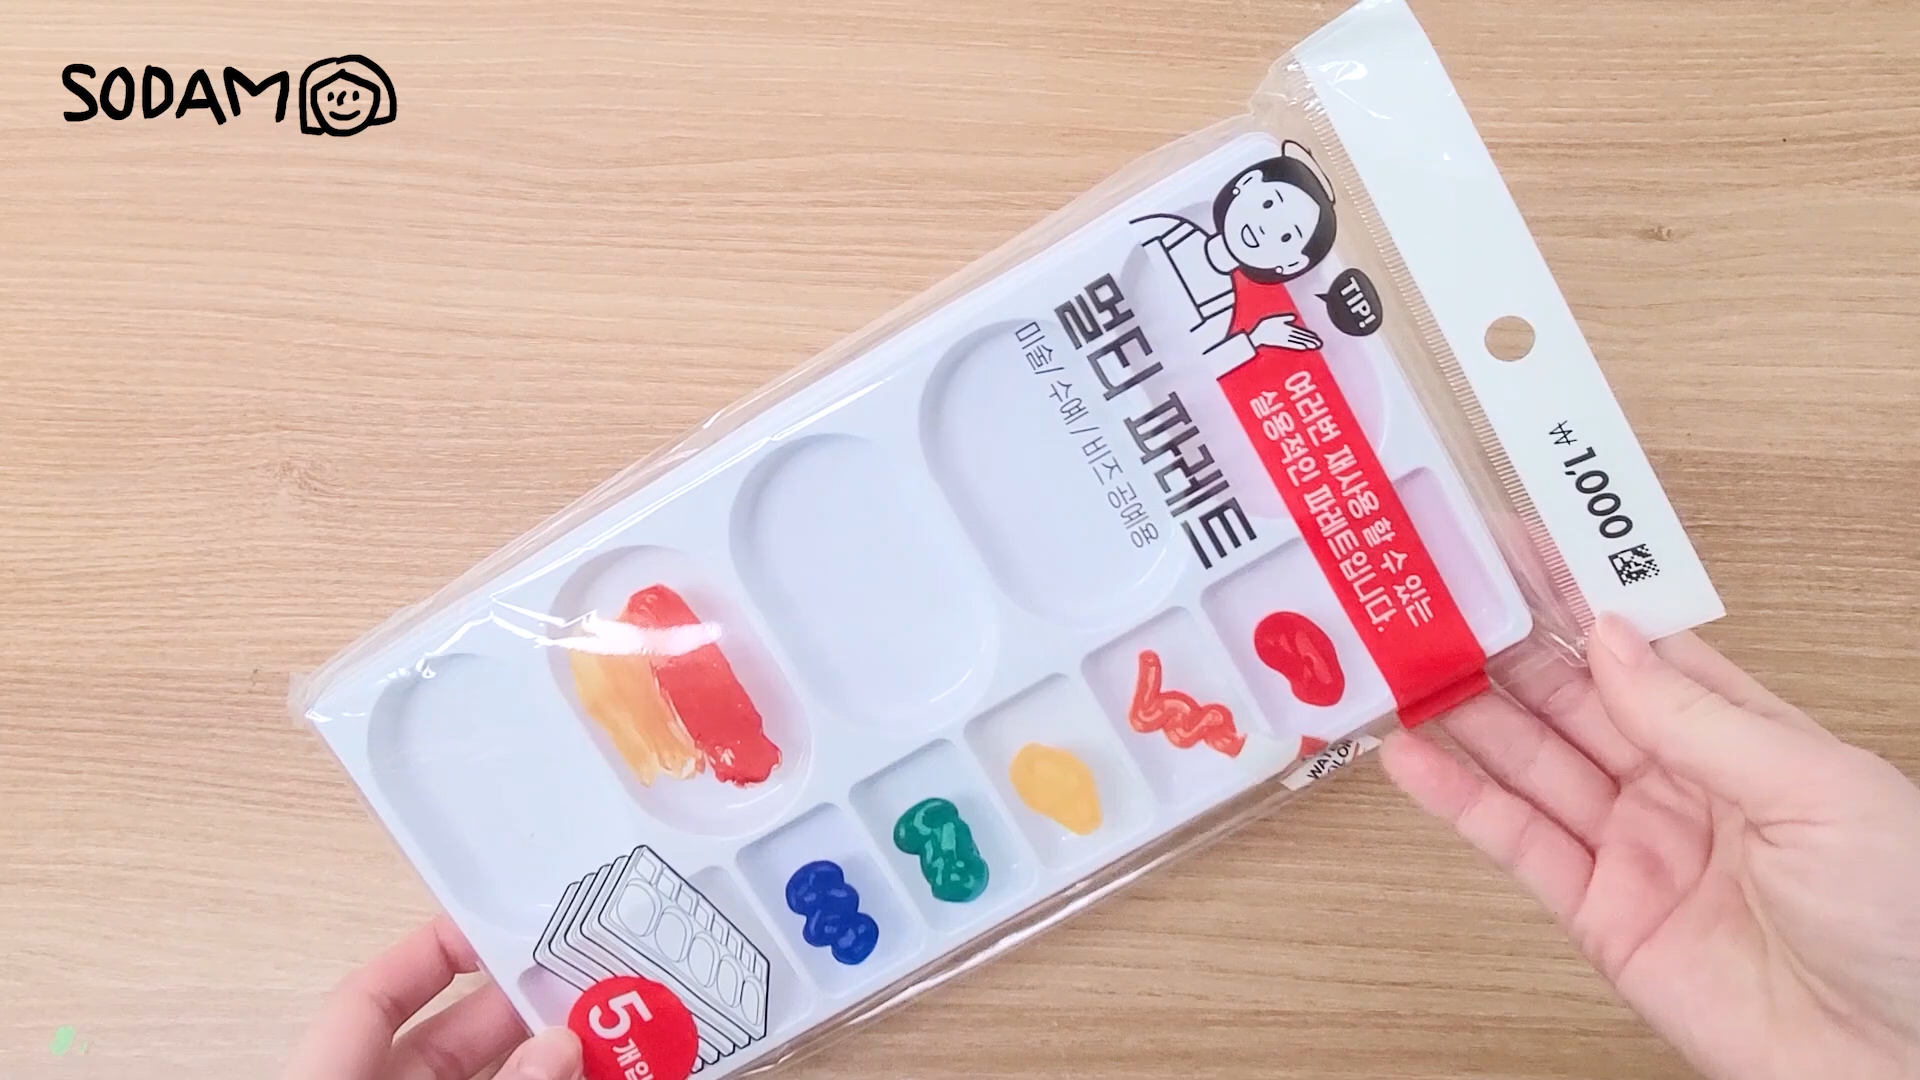 SODAM
TIP!
여러번 재사용 할 수 있는
실용적인 파레트입니다.
멀티 파레트
미술/ 수예 / 비즈 공예용
₩1,000
5개입